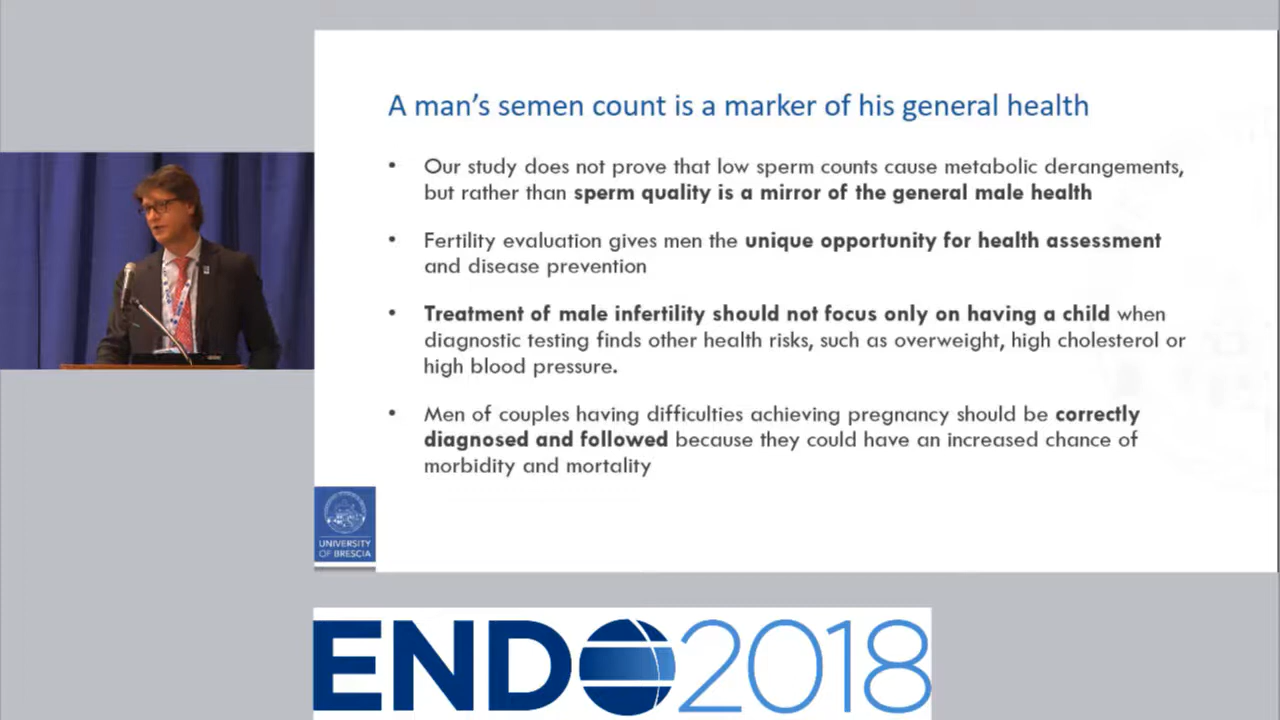 A man's semen count is a marker of his general health
• Our study does not prove that low sperm counts cause metabolic derangements,
but rather than sperm quality is a mirror of the general male health
• Fertility evaluation gives men the unique opportunity for health assessment
and disease prevention
• Treatment of male infertility should not focus only on having a child when
diagnostic testing finds other health risks, such as overweight, high cholesterol or
high blood pressure.
• Men of couples having difficulties achieving pregnancy should be correctly
diagnosed and followed because they could have an increased chance of
morbidity and mortality
UNIVERSITY
OF BRESCIA
ENDO2018